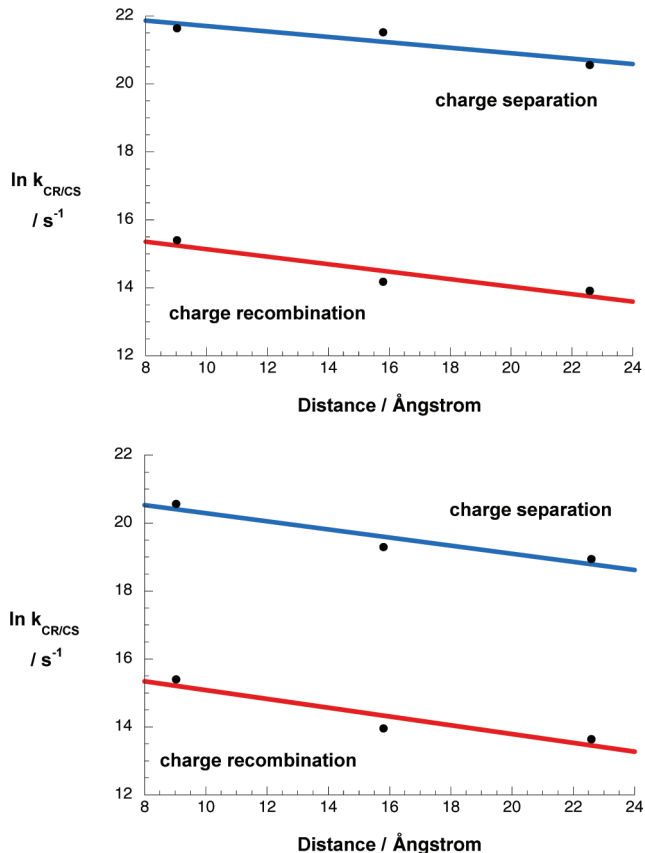 22
20
charge separation
18
ln k CR/CS
/ s-1
16
14
charge recombination
12
8 10 12 14 16 18 20 22 24
Distance / Ångstrom
22
charge separation
20
18
ln k CR/CS
/ s-1
16
14
charge recombination
12
8 10 12 14 16 18 20 22 24
Distance / Ångstrom